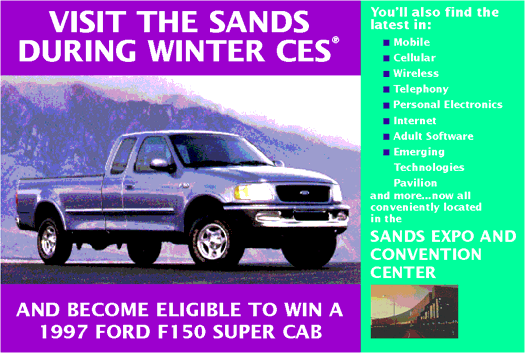 VISIT THE SANDS
DURING WINTER CES®
AND BECOME ELIGIBLE TO WIN A
1997 FORD F150 SUPER CAB
You'll also find the
latest in:
■ Mobile
■ Cellular
■ Wireless
■ Telephony
■ Personal Electronics
■ Internet
■ Adult Software
■ Emerging
Technologies
Pavilion
and more...now all
conveniently located
in the
SANDS EXPO AND
CONVENTION
CENTER